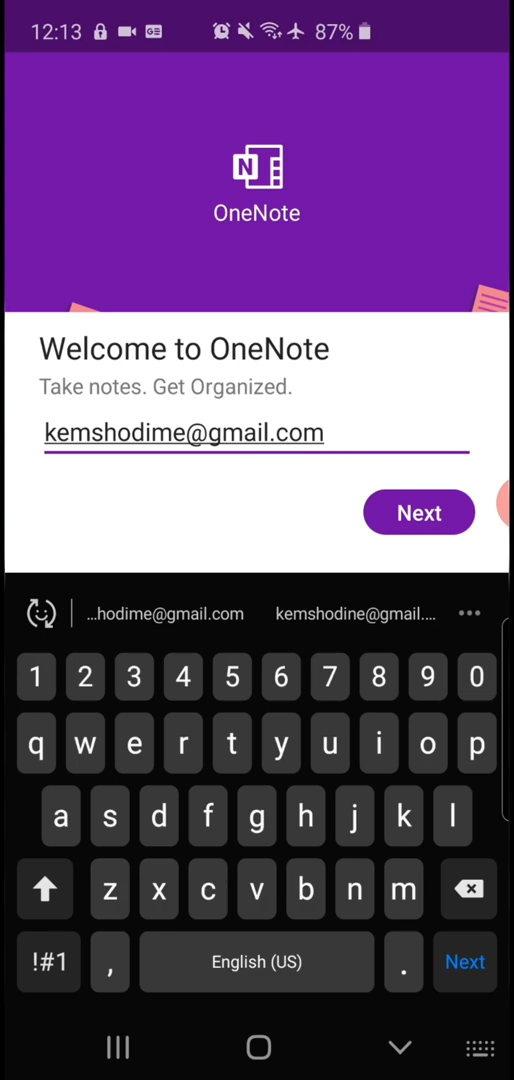 12:13 GE 87%
N
OneNote
Welcome to OneNote
Take notes. Get Organized.
kemshodime@gmail.com
Next
...hodime@gmail.com kemshodine@gmail.... •••
1 2 3 4 5 6 7 8 9 0
q w e r t y u i o p
a s d f g h j k l
z x c v b n m
!#1 , English (US) . Next